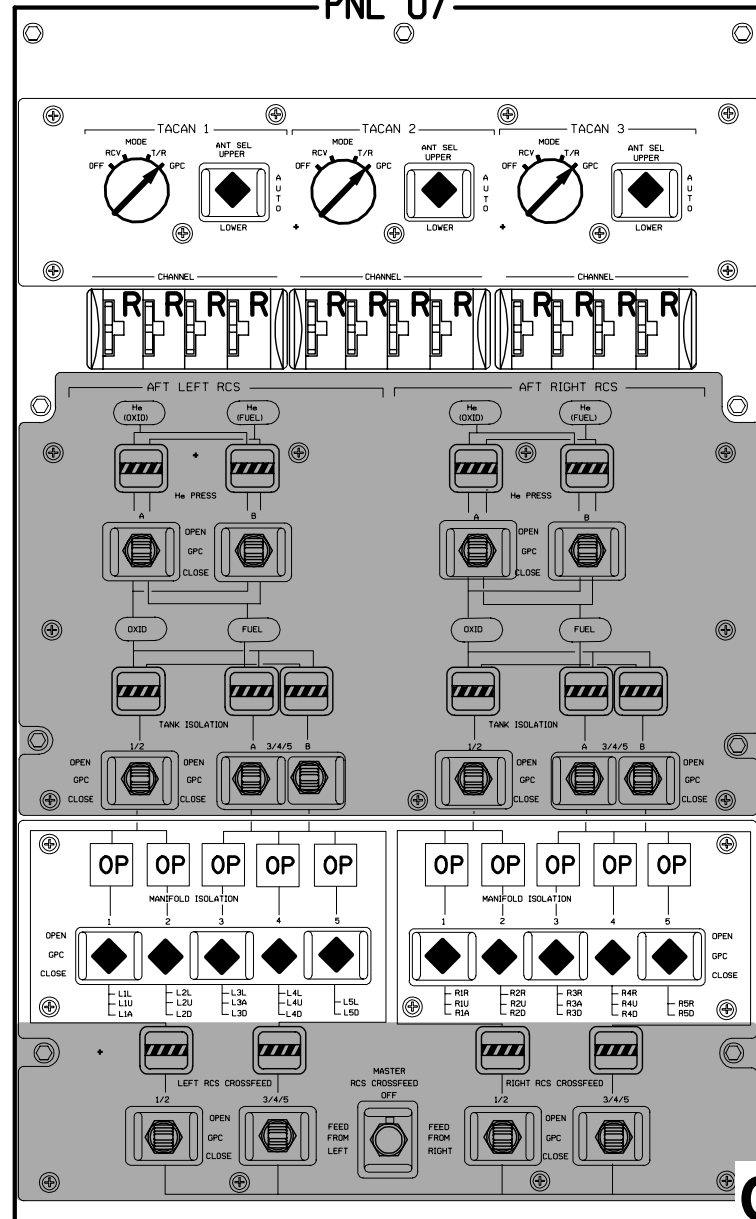 PNL O7
TACAN 1 TACAN 2 TACAN 3
MODE MODE MODE
ANT SEL ANT SEL ANT SEL
OFF RCV T/R GPC UPPER OFF RCV T/R GPC UPPER OFF RCV T/R GPC UPPER
AUTO AUTO AUTO
LOWER LOWER LOWER
CHANNEL CHANNEL CHANNEL
R R R R R R R R R R R R
AFT LEFT RCS AFT RIGHT RCS
He He He He
(OXID) (FUEL) (OXID) (FUEL)
He PRESS He PRESS
A B A B
OPEN OPEN
GPC GPC
CLOSE CLOSE
OXID FUEL OXID FUEL
TANK ISOLATION TANK ISOLATION
1/2 A 3/4/5 B 1/2 A 3/4/5 B
OPEN OPEN OPEN OPEN
GPC GPC GPC GPC
CLOSE CLOSE CLOSE CLOSE
OP OP OP OP OP OP OP OP OP OP
MANIFOLD ISOLATION MANIFOLD ISOLATION
1 2 3 4 5 1 2 3 4 5
OPEN OPEN
GPC GPC
CLOSE CLOSE
L1L L2L L3L L4L R1R R2R R3R R4R
L1U L2U L3A L4U L5L R1U R2U R3A R4U R5R
L1A L2D L3D L4D L5D R1A R2D R3D R4D R5D
MASTER
LEFT RCS CROSSFEED RCS CROSSFEED RIGHT RCS CROSSFEED
OFF
1/2 3/4/5 1/2 3/4/5
OPEN OPEN
FEED FEED
GPC FROM FROM GPC
LEFT RIGHT
CLOSE CLOSE